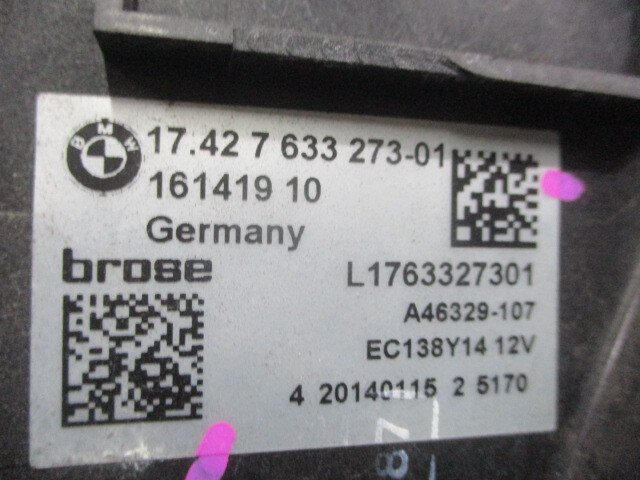 BMW
17.42 7 633 273-01
161419 10
Germany
brose
L1763327301
A46329-107
EC138Y14 12V
4 20140115 2 5170